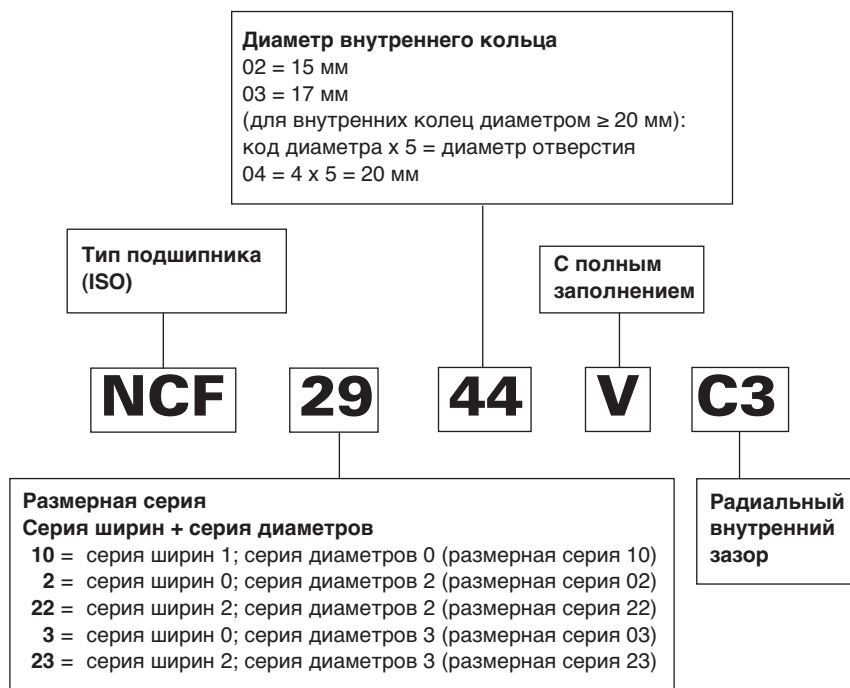 Диаметр внутреннего кольца
02 = 15 мм
03 = 17 мм
(для внутренних колец диаметром ≥ 20 мм):
код диаметра x 5 = диаметр отверстия
04 = 4 x 5 = 20 мм
Тип подшипника
(ISO)
С полным
заполнением
NCF 29 44 V C3
Размерная серия
Серия ширин + серия диаметров
10 = серия ширин 1; серия диаметров 0 (размерная серия 10)
2 = серия ширин 0; серия диаметров 2 (размерная серия 02)
22 = серия ширин 2; серия диаметров 2 (размерная серия 22)
3 = серия ширин 0; серия диаметров 3 (размерная серия 03)
23 = серия ширин 2; серия диаметров 3 (размерная серия 23)
Радиальный
внутренний
зазор